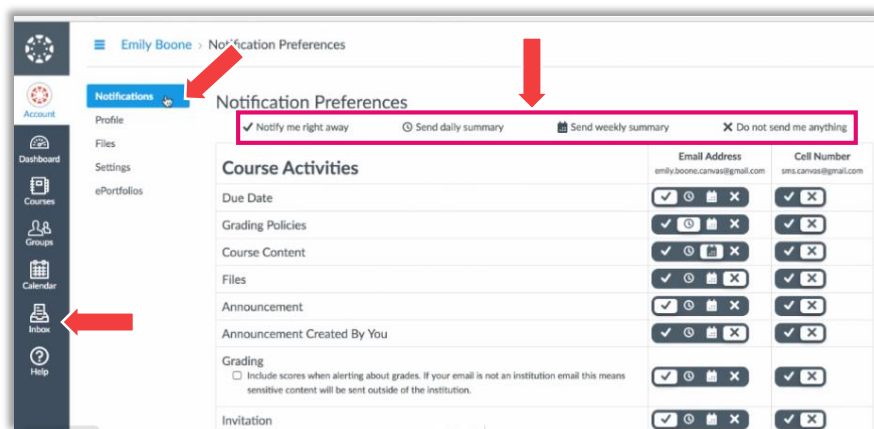 Emily Boone > Notification Preferences
Account
Dashboard
Courses
Groups
Calendar
Inbox
Help
Notifications
Profile
Files
Settings
ePortfolios
Notification Preferences
Notify me right away
Send daily summary
Send weekly summary
Do not send me anything
Course Activities
Email Address
emily.boone.canvas@gmail.com
Cell Number
sms.canvas@gmail.com
Due Date
Grading Policies
Course Content
Files
Announcement
Announcement Created By You
Grading
Include scores when alerting about grades. If your email is not an institution email this means
sensitive content will be sent outside of the institution.
Invitation